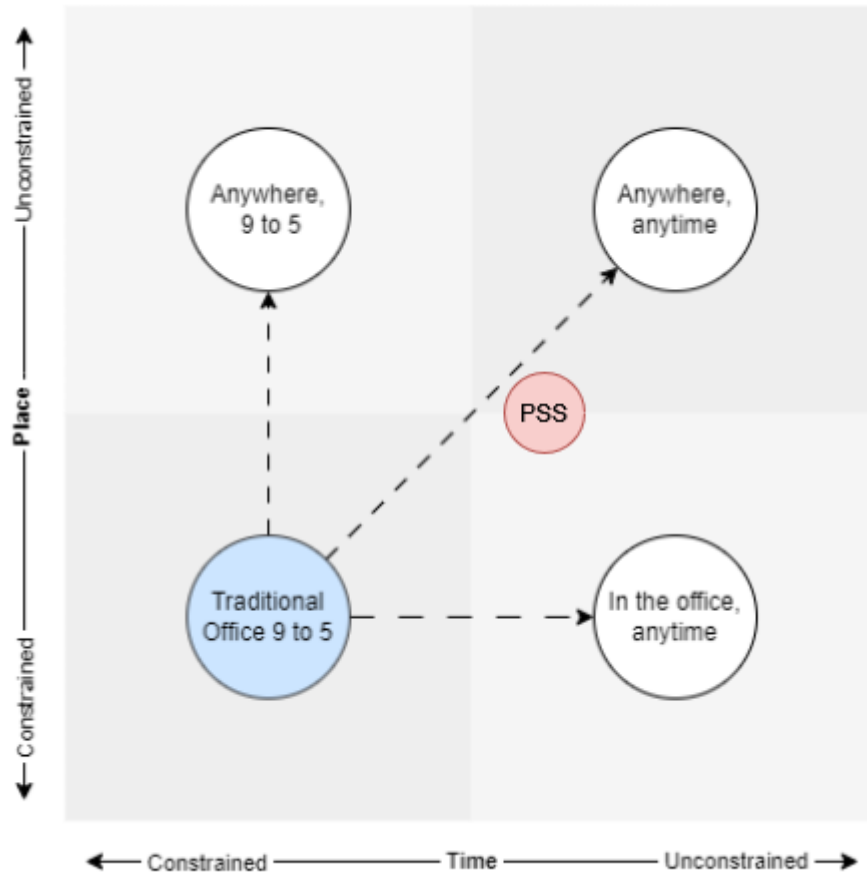 Unconstrained
Place
Constrained
Anywhere,
9 to 5
Anywhere,
anytime
PSS
Traditional
Office 9 to 5
In the office,
anytime
Constrained
Time
Unconstrained